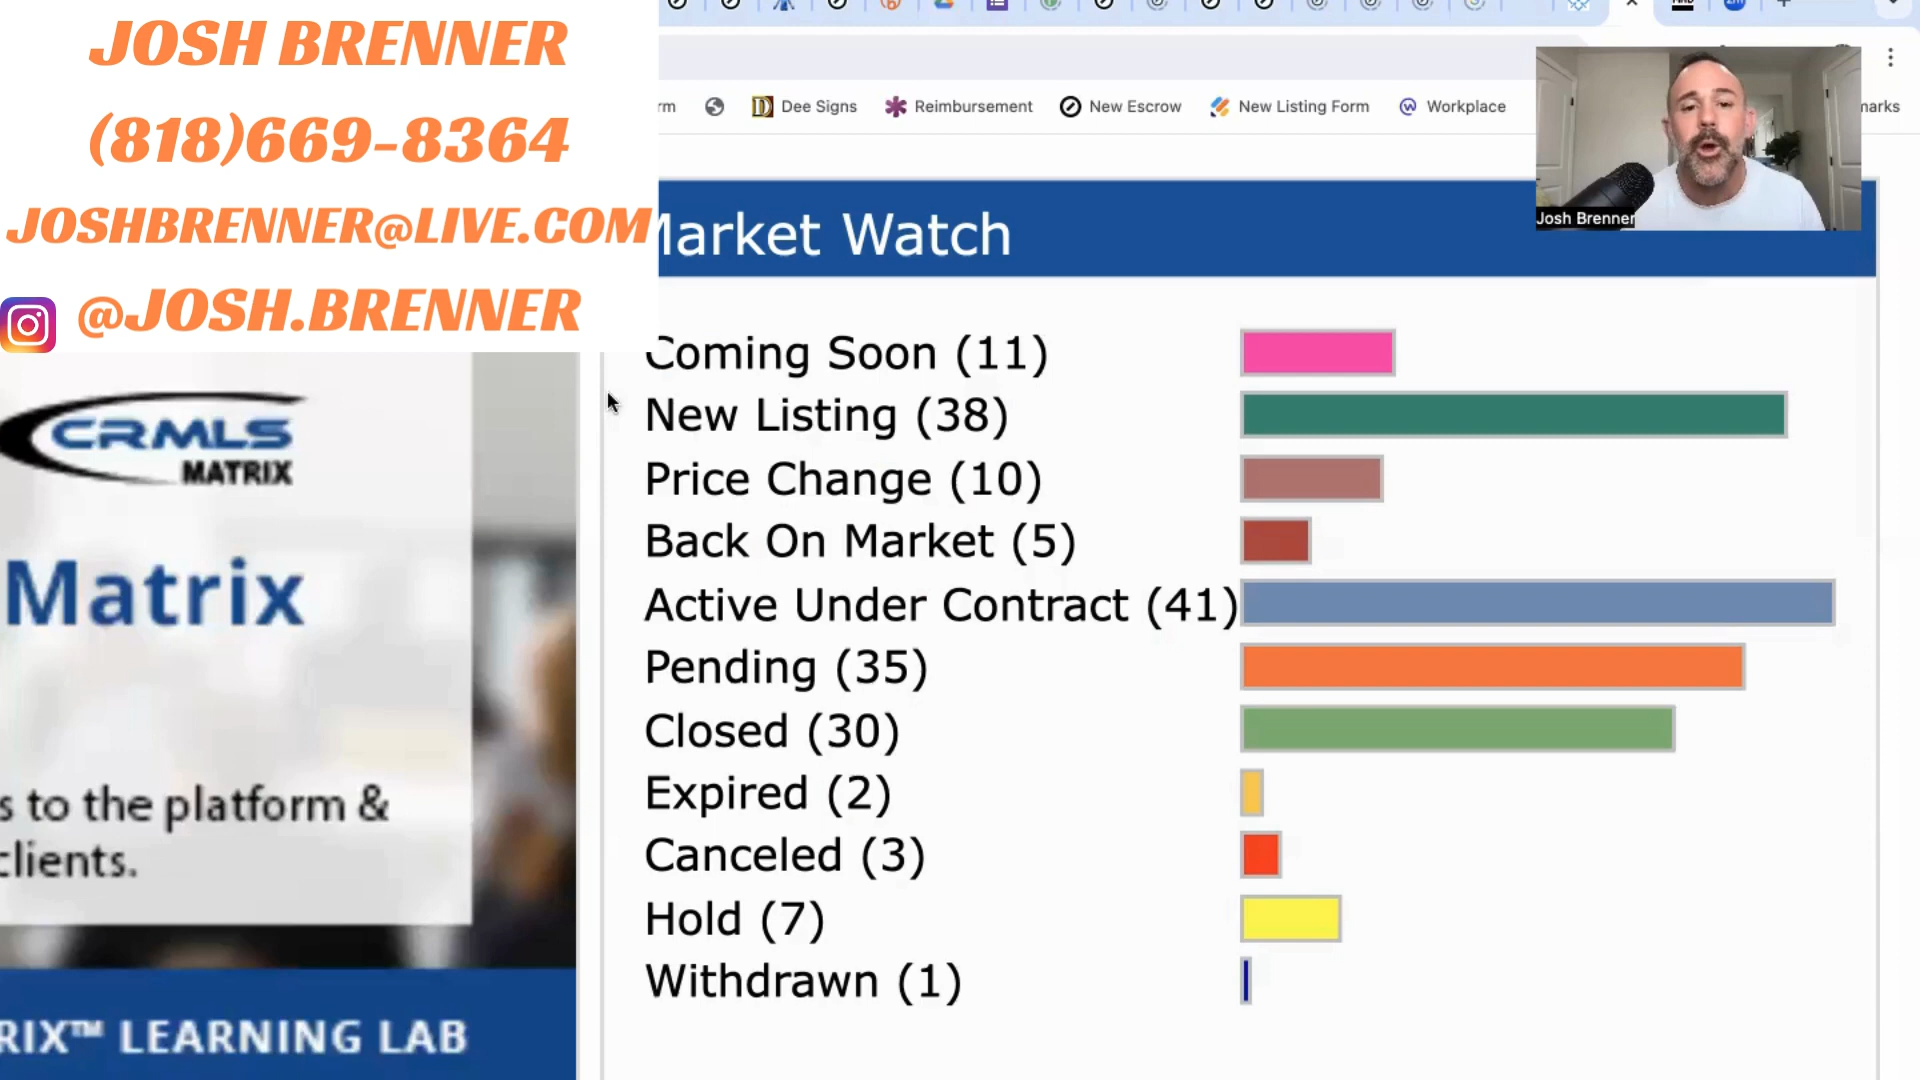 JOSH BRENNER
(818)669-8364
JOSHBRENNER@LIVE.COM
@JOSH.BRENNER
Dee Signs
Reimbursement
New Escrow
New Listing Form
Workplace
Josh Brenner
Market Watch
Coming Soon (11)
New Listing (38)
Price Change (10)
Back On Market (5)
Active Under Contract (41)
Pending (35)
Closed (30)
Expired (2)
Canceled (3)
Hold (7)
Withdrawn (1)
CRMLS
MATRIX
Matrix
s to the platform &
clients.
RIX™ LEARNING LAB